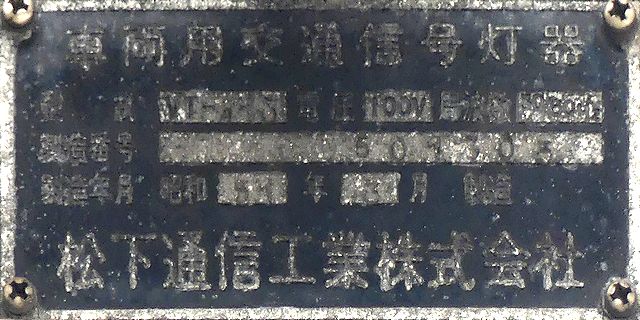 車両用交通信号灯器
型 式 電圧 100V 周波数
製造番号
製造年月 昭和 年 月 製造
松下通信工業株式会社